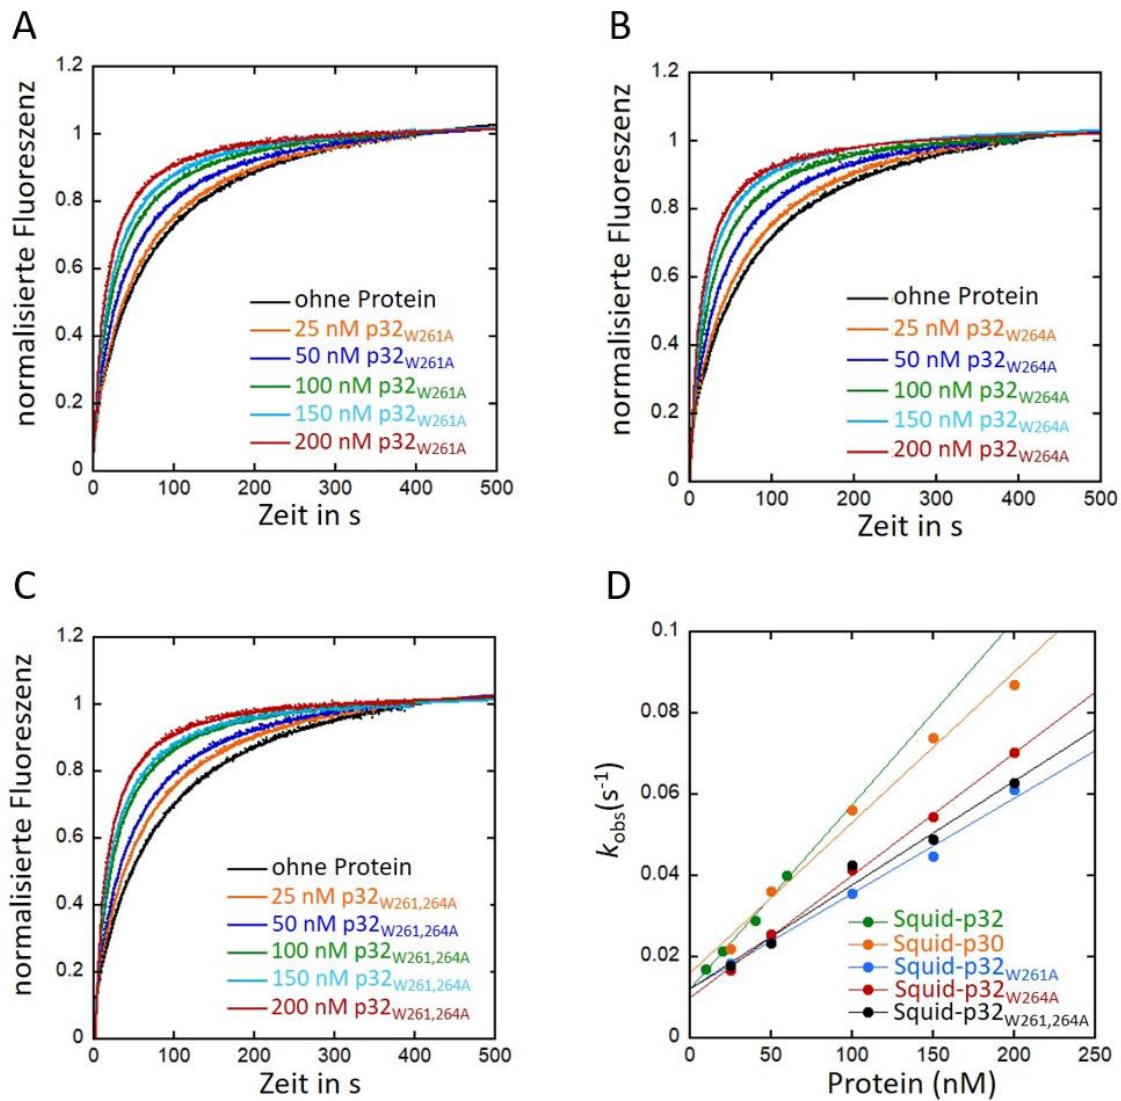 A
normalisierte Fluoreszenz
1.2
1
0.8
0.6
0.4
0.2
0
ohne Protein
25 nM p32W261A
50 nM p32W261A
100 nM p32W261A
150 nM p32W261A
200 nM p32W261A
0 100 200 300 400 500
Zeit in s
B
normalisierte Fluoreszenz
1.2
1
0.8
0.6
0.4
0.2
0
ohne Protein
25 nM p32W264A
50 nM p32W264A
100 nM p32W264A
150 nM p32W264A
200 nM p32W264A
0 100 200 300 400 500
Zeit in s
C
normalisierte Fluoreszenz
1.2
1
0.8
0.6
0.4
0.2
0
ohne Protein
25 nM p32W261,264A
50 nM p32W261,264A
100 nM p32W261,264A
150 nM p32W261,264A
200 nM p32W261,264A
0 100 200 300 400 500
Zeit in s
D
kobs(s-1)
0.1
0.08
0.06
0.04
0.02
0
Squid-p32
Squid-p30
Squid-p32W261A
Squid-p32W264A
Squid-p32W261,264A
0 50 100 150 200 250
Protein (nM)